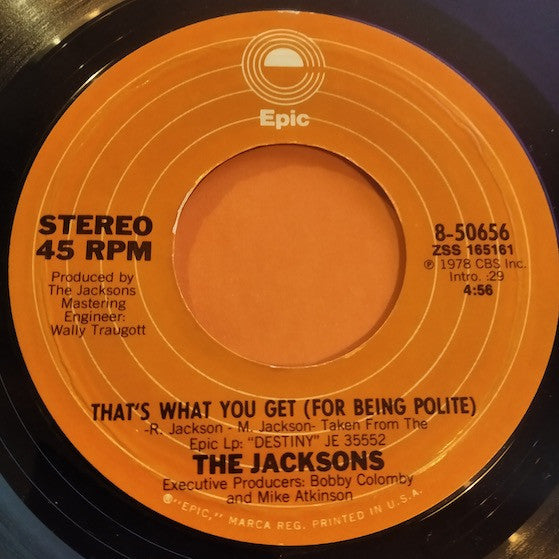 Epic
STEREO
45 RPM
Produced by
The Jacksons
Mastering
Engineer:
Wally Traugott
8-50656
ZSS 165161
℗ 1978 CBS Inc.
Intro. :29
4:56
THAT'S WHAT YOU GET (FOR BEING POLITE)
-R. Jackson - M. Jackson- Taken From The
Epic Lp: "DESTINY" JE 35552
THE JACKSONS
Executive Producers: Bobby Colomby
and Mike Atkinson
©"EPIC," MARCA REG. PRINTED IN U.S.A.